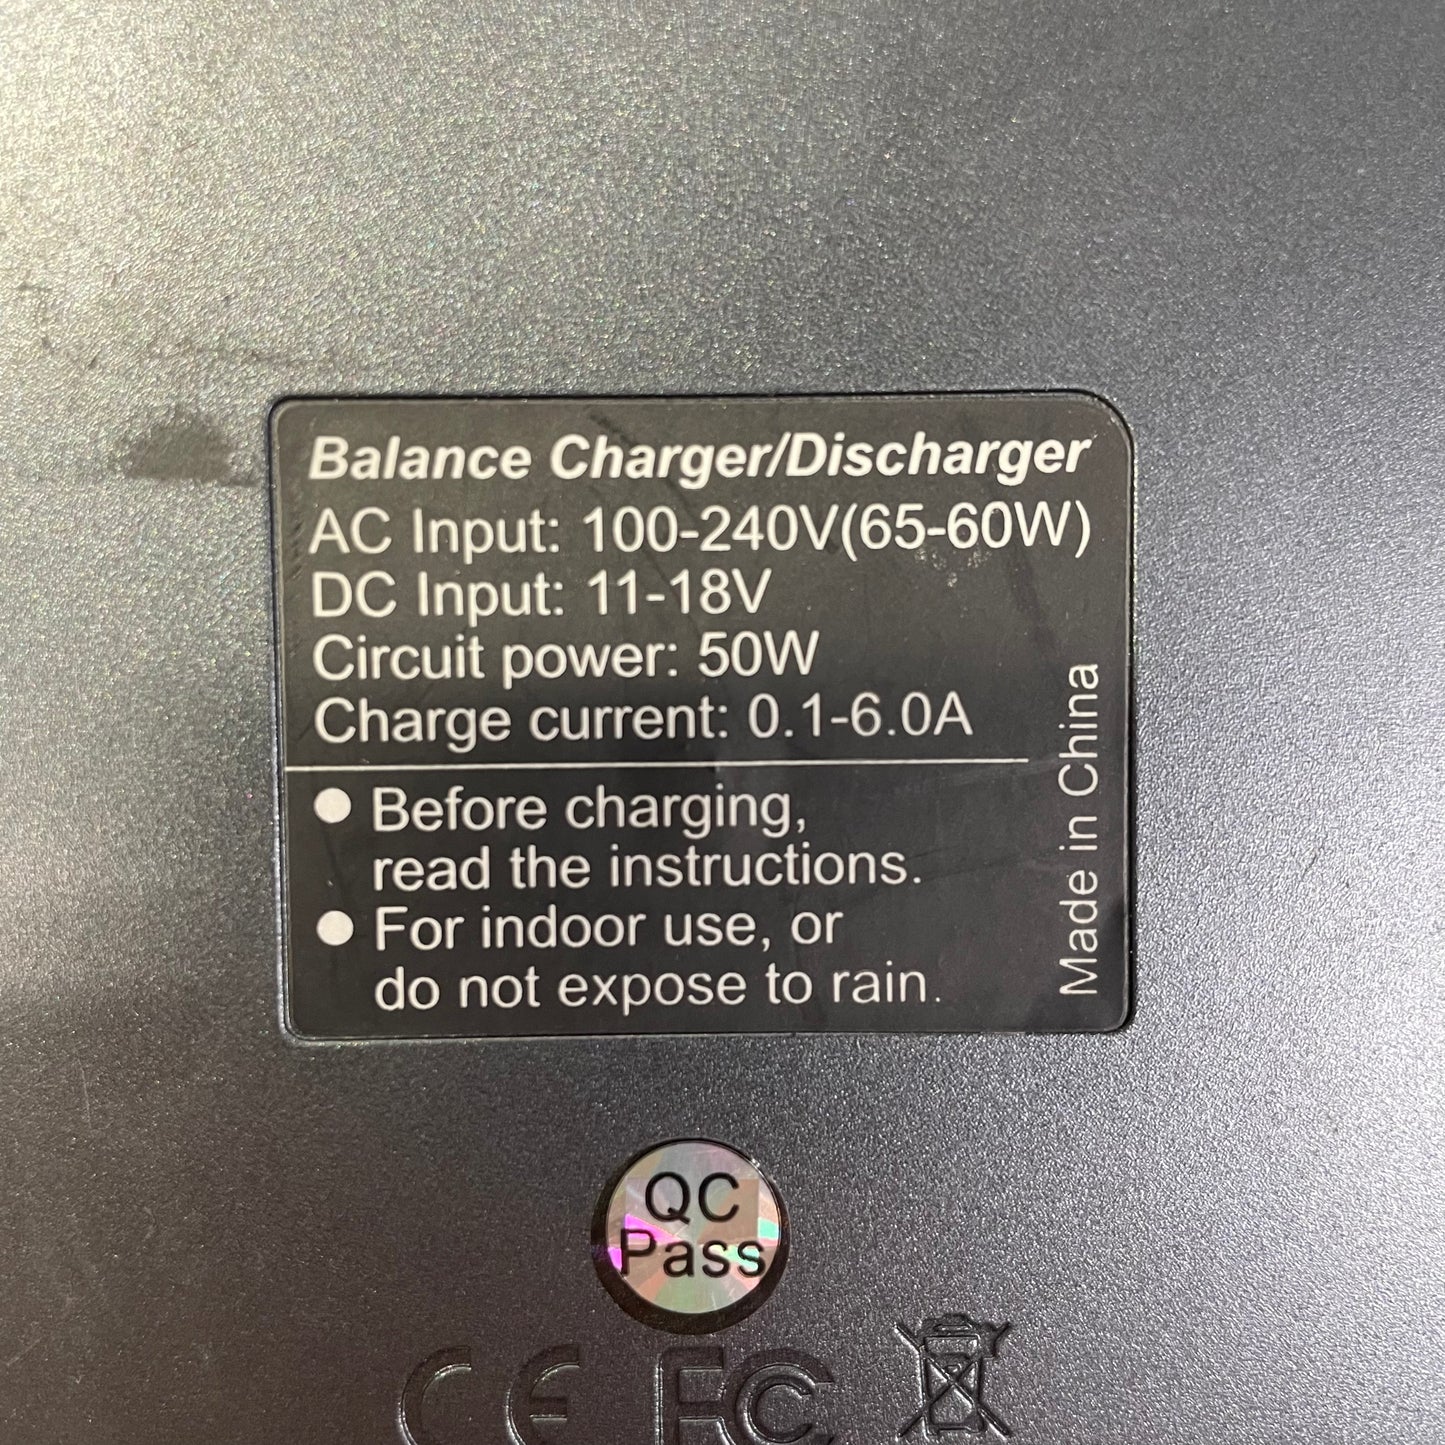 Balance Charger/Discharger
AC Input: 100-240V(65-60W)
DC Input: 11-18V
Circuit power: 50W
Charge current: 0.1-6.0A
● Before charging,
read the instructions.
● For indoor use, or
do not expose to rain.
Made in China
QC
Pass
CE FC